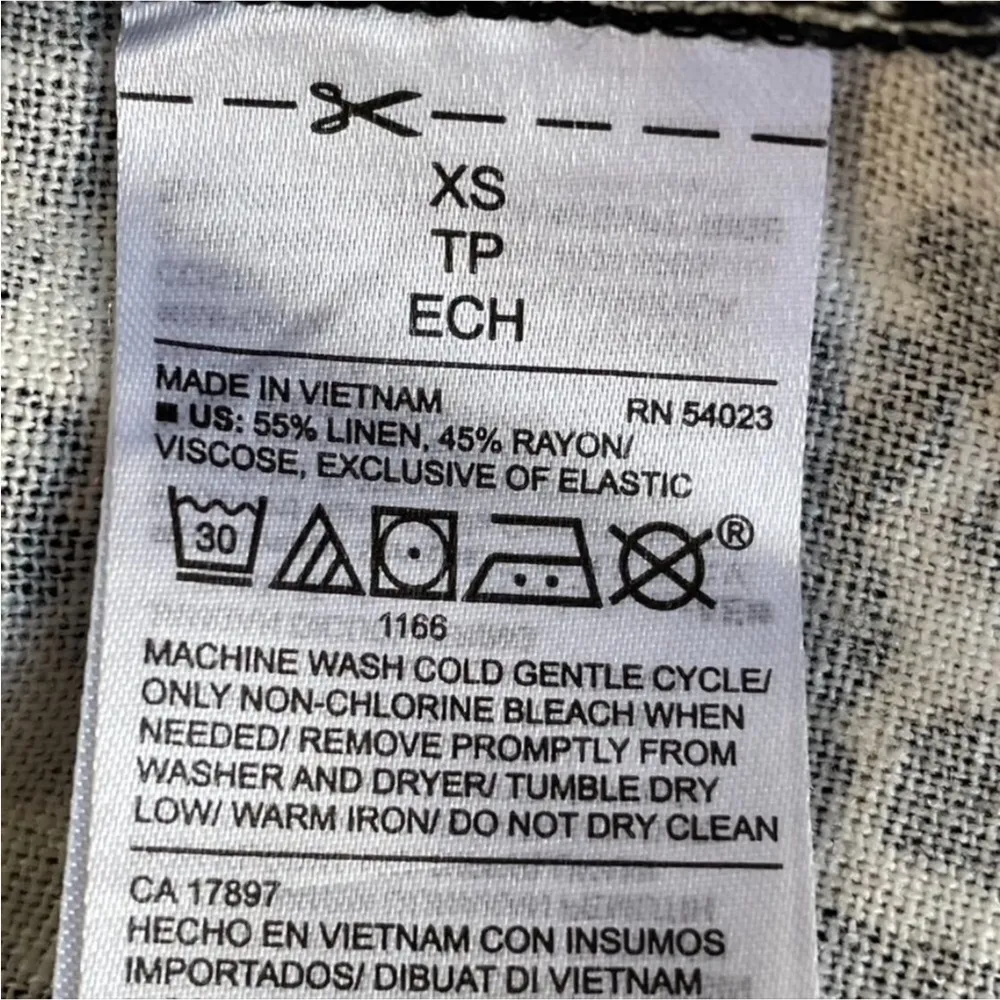 XS
TP
ECH
MADE IN VIETNAM RN 54023
US: 55% LINEN, 45% RAYON/
VISCOSE, EXCLUSIVE OF ELASTIC
30
®
1166
MACHINE WASH COLD GENTLE CYCLE/
ONLY NON-CHLORINE BLEACH WHEN
NEEDED/ REMOVE PROMPTLY FROM
WASHER AND DRYER/ TUMBLE DRY
LOW/ WARM IRON/ DO NOT DRY CLEAN
CA 17897
HECHO EN VIETNAM CON INSUMOS
IMPORTADOS/ DIBUAT DI VIETNAM